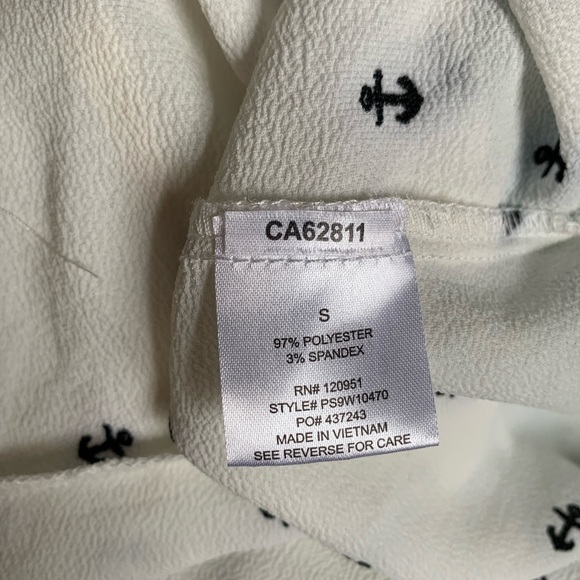 CA62811
S
97% POLYESTER
3% SPANDEX
RN# 120951
STYLE# PS9W10470
PO# 437243
MADE IN VIETNAM
SEE REVERSE FOR CARE